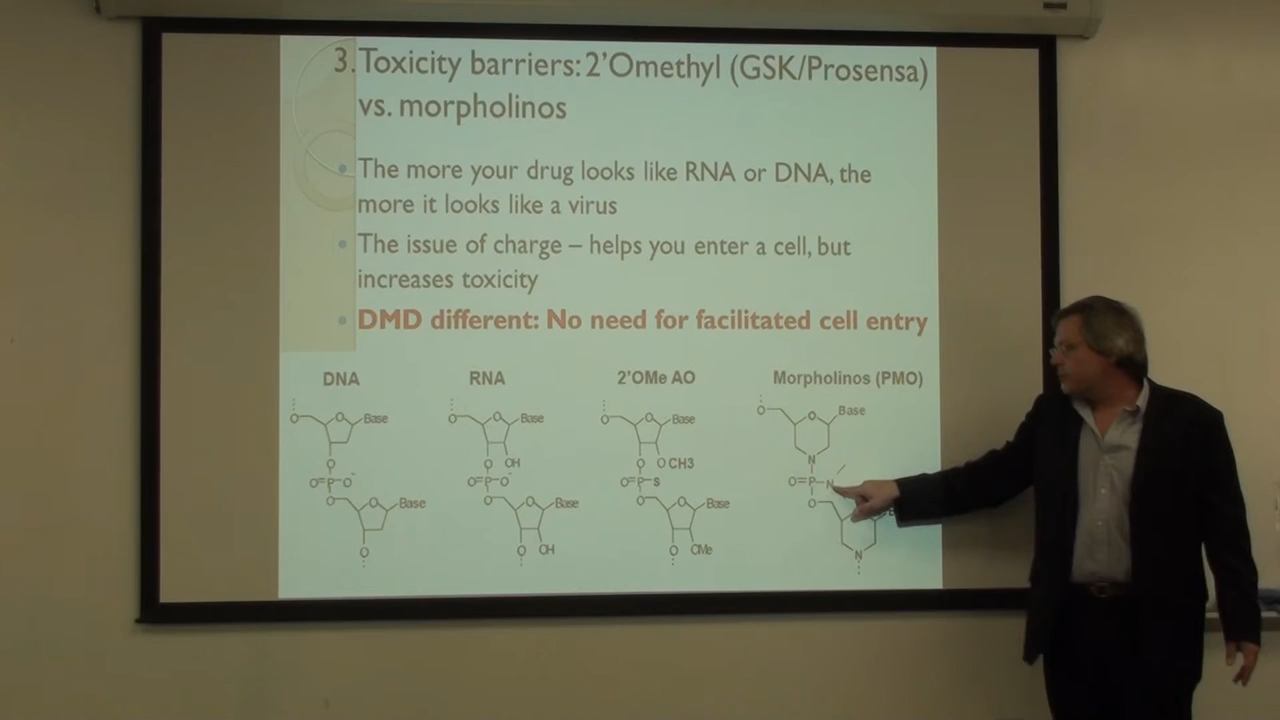 3. Toxicity barriers: 2'Omethyl (GSK/Prosensa)
vs. morpholinos
• The more your drug looks like RNA or DNA, the
more it looks like a virus
• The issue of charge – helps you enter a cell, but
increases toxicity
• DMD different: No need for facilitated cell entry
DNA RNA 2'OMe AO Morpholinos (PMO)
O O Base O O Base O O Base O O Base
O O OH O OCH3 N
O=P-O⁻ O=P-O⁻ O=P-S O=P-N
O O Base O O Base O O Base O
O O OH O OMe N